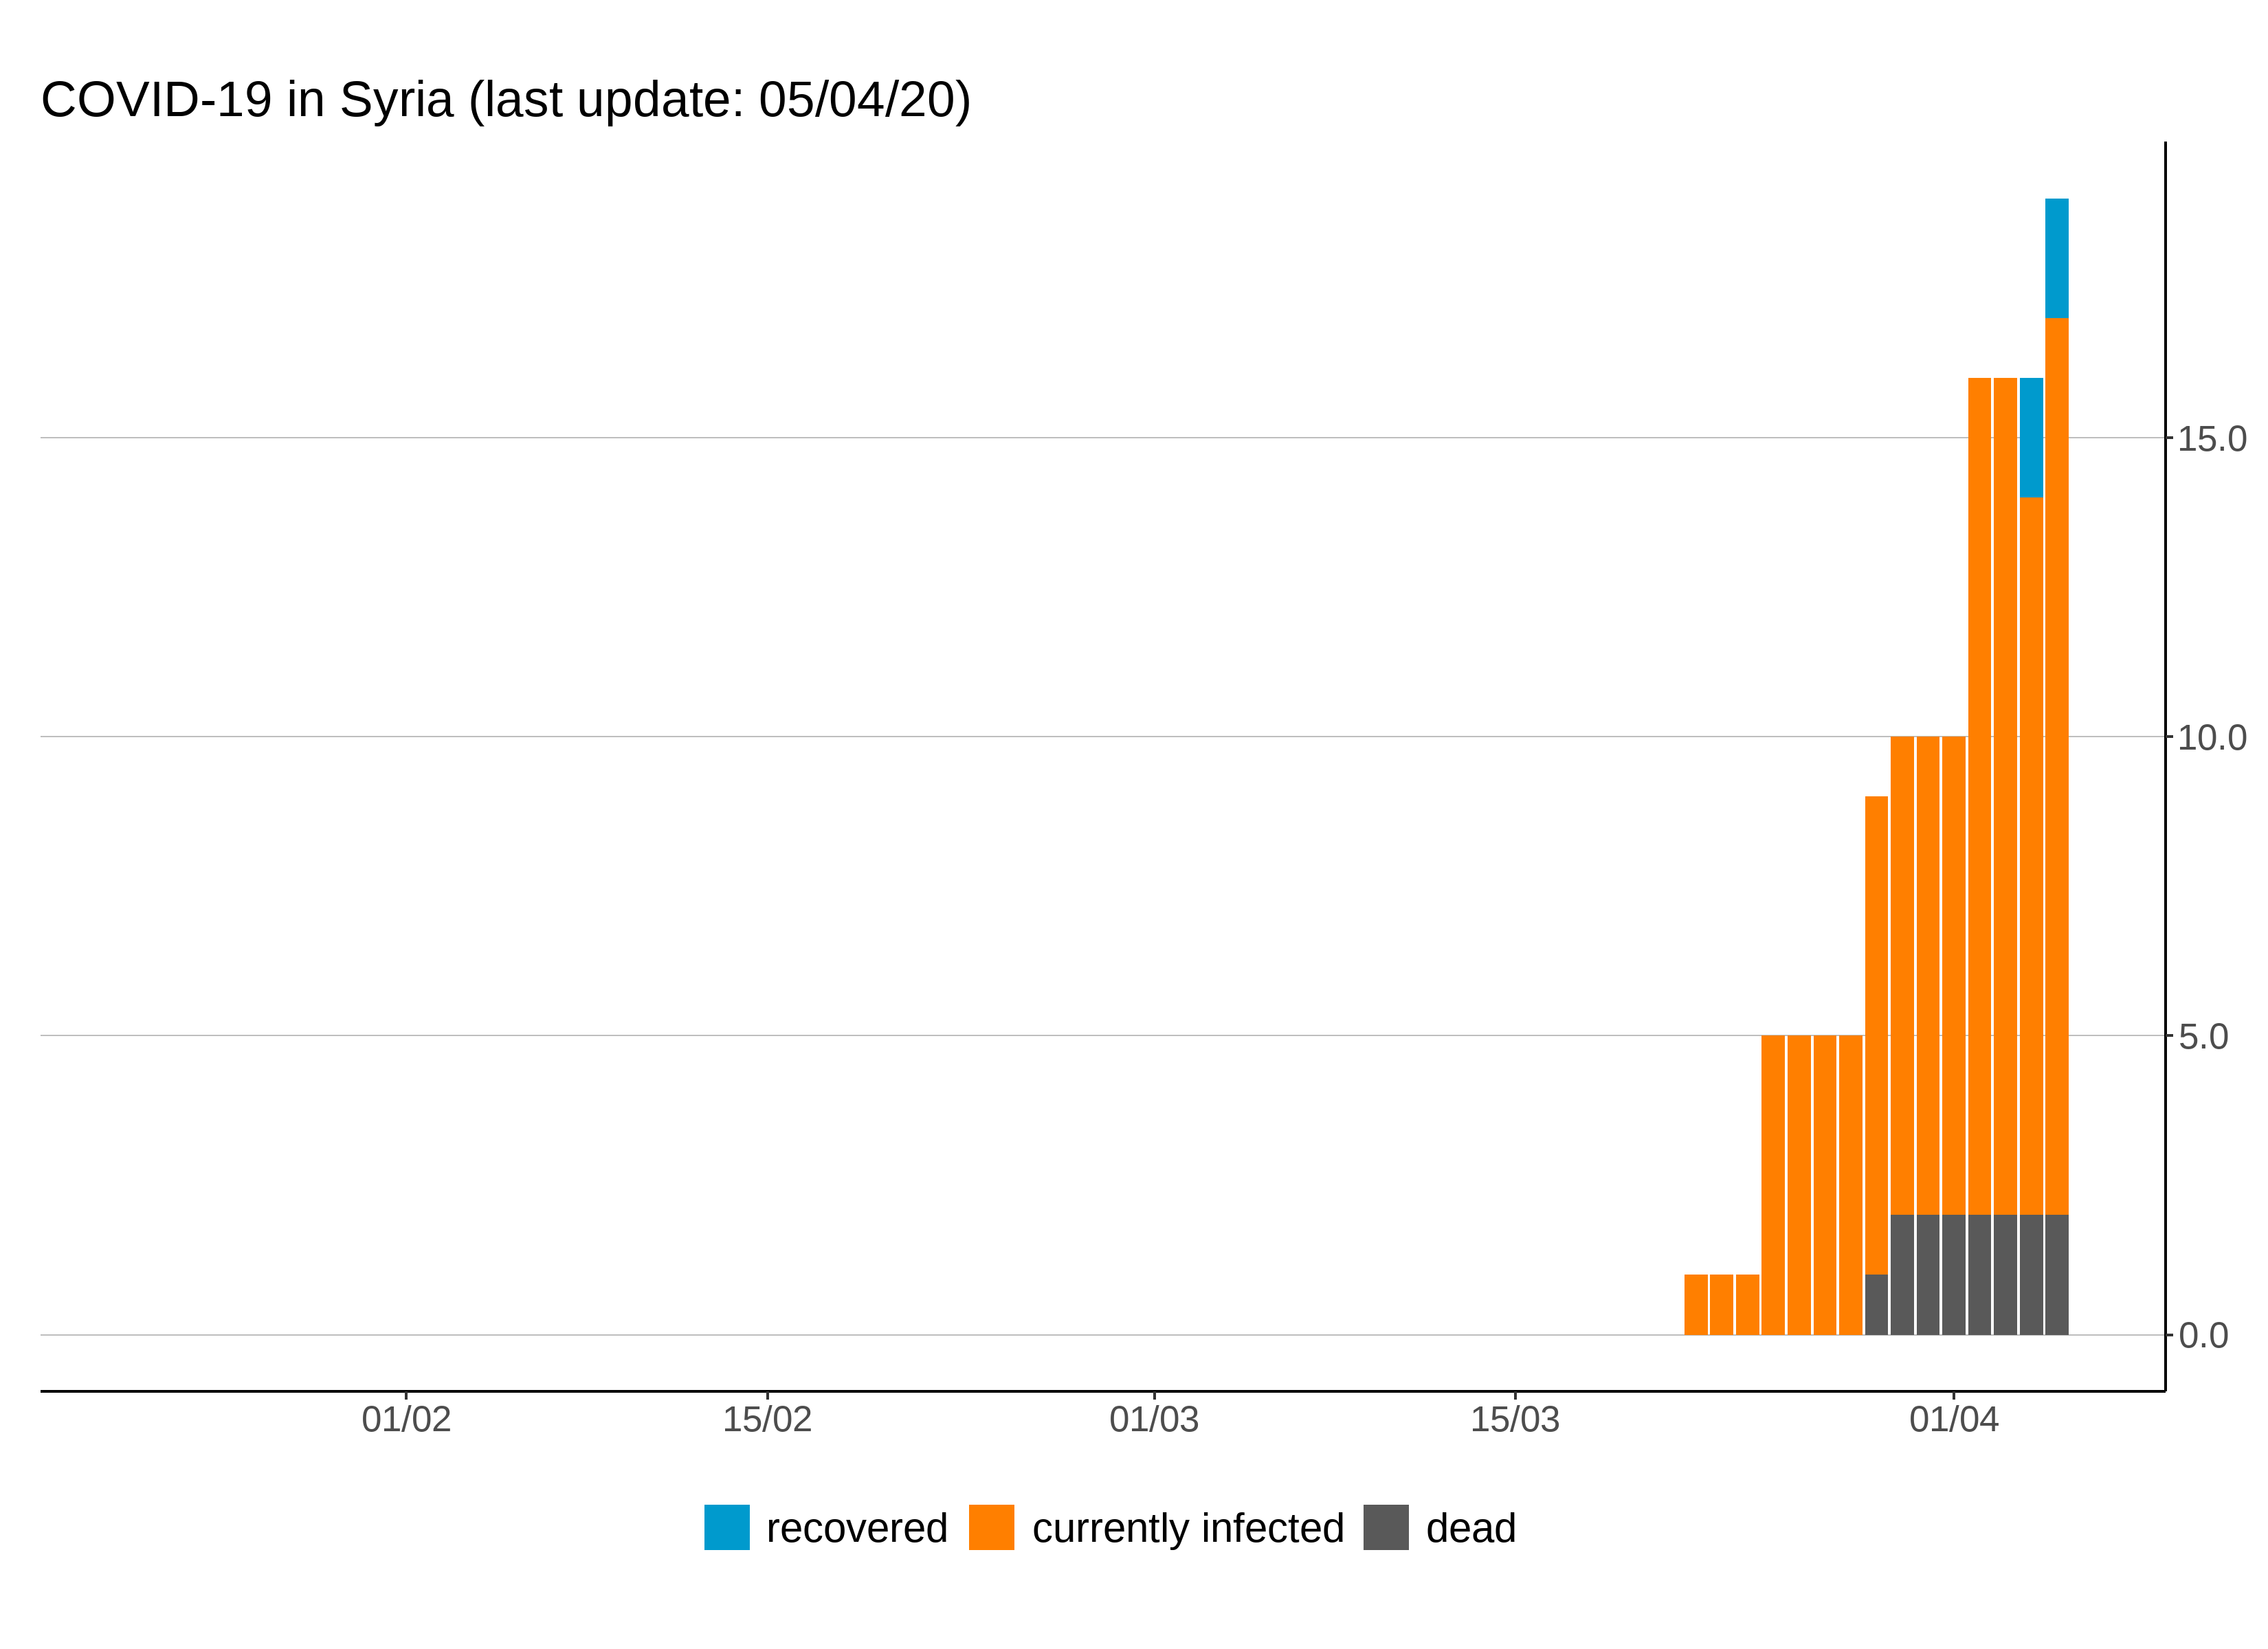 COVID-19 in Syria (last update: 05/04/20)
15.0
10.0
5.0
0.0
01/02 15/02 01/03 15/03 01/04
recovered currently infected dead